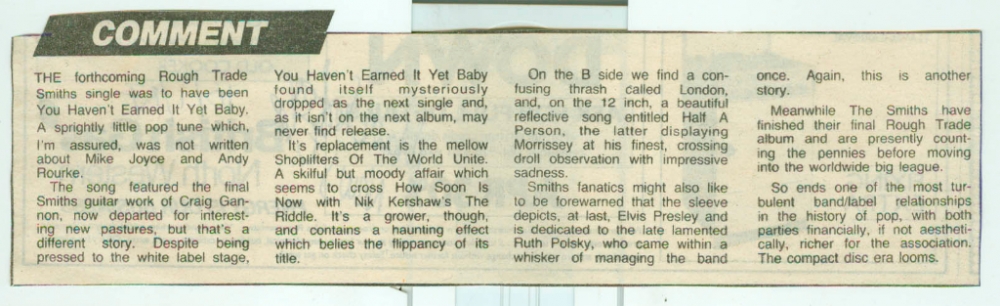 COMMENT
THE forthcoming Rough Trade
Smiths single was to have been
You Haven't Earned It Yet Baby.
A sprightly little pop tune which,
I'm assured, was not written
about Mike Joyce and Andy
Rourke.
The song featured the final
Smiths guitar work of Craig Gan-
non, now departed for interest-
ing new pastures, but that's a
different story. Despite being
pressed to the white label stage,
You Haven't Earned It Yet Baby
found itself mysteriously
dropped as the next single and,
as it isn't on the next album, may
never find release.
It's replacement is the mellow
Shoplifters Of The World Unite.
A skilful but moody affair which
seems to cross How Soon Is
Now with Nik Kershaw's The
Riddle. It's a grower, though,
and contains a haunting effect
which belies the flippancy of its
title.
On the B side we find a con-
fusing thrash called London,
and, on the 12 inch, a beautiful
reflective song entitled Half A
Person, the latter displaying
Morrissey at his finest, crossing
droll observation with impressive
sadness.
Smiths fanatics might also like
to be forewarned that the sleeve
depicts, at last, Elvis Presley and
is dedicated to the late lamented
Ruth Polsky, who came within a
whisker of managing the band
once. Again, this is another
story.
Meanwhile The Smiths have
finished their final Rough Trade
album and are presently count-
ing the pennies before moving
into the worldwide big league.
So ends one of the most tur-
bulent band/label relationships
in the history of pop, with both
parties financially, if not aestheti-
cally, richer for the association.
The compact disc era looms.